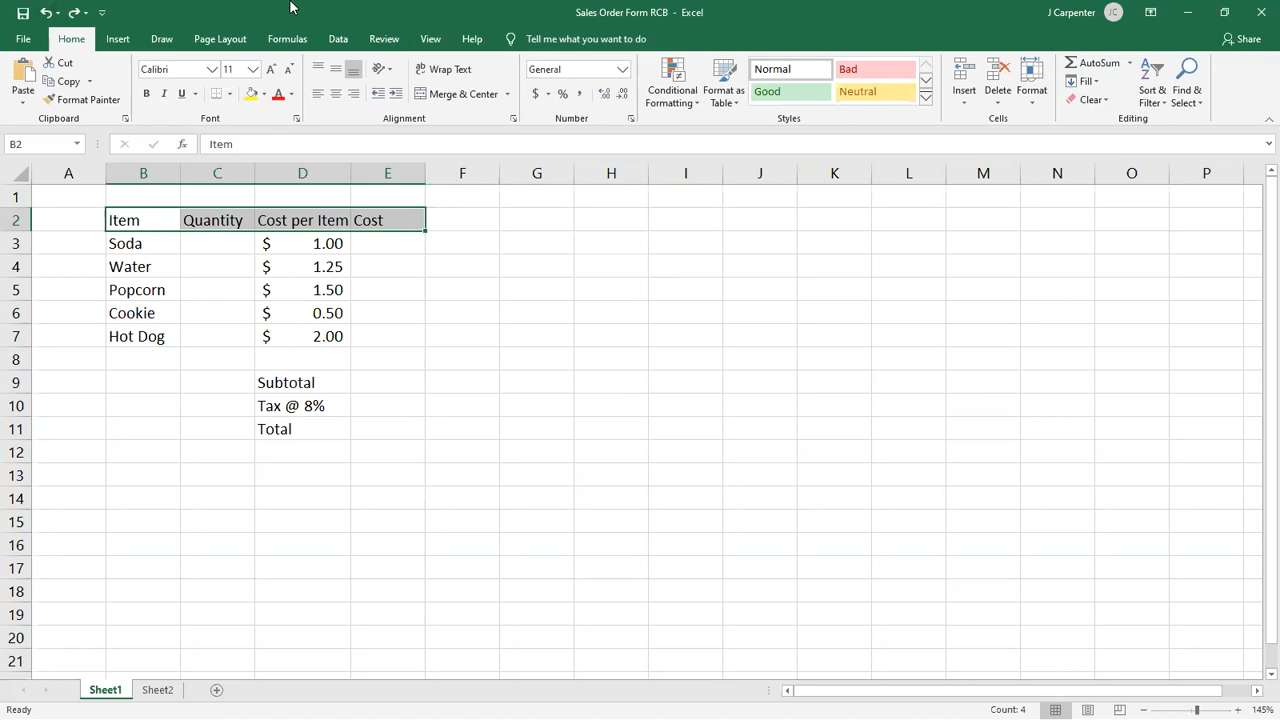 Sales Order Form RCB - Excel
J Carpenter JC
File Home Insert Draw Page Layout Formulas Data Review View Help Tell me what you want to do Share
Paste Cut Copy Format Painter Clipboard
Calibri 11 A A B I U A Font
ab Wrap Text Merge & Center Alignment
General $ % , Number
Conditional Formatting Format as Table Normal Bad Good Neutral Styles
Insert Delete Format Cells
AutoSum Fill Clear Sort & Filter Find & Select Editing
B2 fx Item
A B C D E F G H I J K L M N O P
1
2 Item Quantity Cost per Item Cost
3 Soda $ 1.00
4 Water $ 1.25
5 Popcorn $ 1.50
6 Cookie $ 0.50
7 Hot Dog $ 2.00
8
9 Subtotal
10 Tax @ 8%
11 Total
12
13
14
15
16
17
18
19
20
21
Sheet1 Sheet2
Ready Count: 4 145%